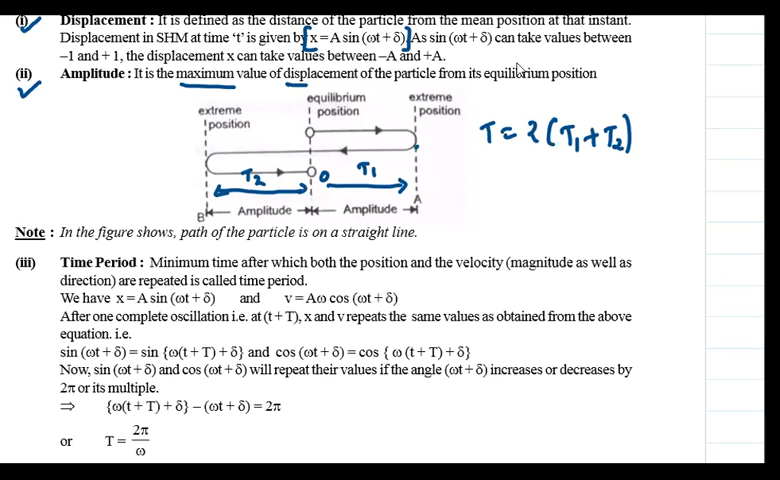 (i) Displacement : It is defined as the distance of the particle from the mean position at that instant.
Displacement in SHM at time ‘t’ is given by [x = A sin (ωt + δ)] As sin (ωt + δ) can take values between
–1 and + 1, the displacement x can take values between –A and +A.
(ii) Amplitude : It is the maximum value of displacement of the particle from its equilibrium position
extreme position
equilibrium position
extreme position
T = 2 (T₁ + T₂)
T₂ O T₁
B Amplitude Amplitude A
Note : In the figure shows, path of the particle is on a straight line.
(iii) Time Period : Minimum time after which both the position and the velocity (magnitude as well as
direction) are repeated is called time period.
We have x = A sin (ωt + δ) and v = Aω cos (ωt + δ)
After one complete oscillation i.e. at (t + T), x and v repeats the same values as obtained from the above
equation. i.e.
sin (ωt + δ) = sin {ω(t + T) + δ} and cos (ωt + δ) = cos { ω (t + T) + δ}
Now, sin (ωt + δ) and cos (ωt + δ) will repeat their values if the angle (ωt + δ) increases or decreases by
2π or its multiple.
⇒ {ω(t + T) + δ} – (ωt + δ) = 2π
or T = 2π/ω